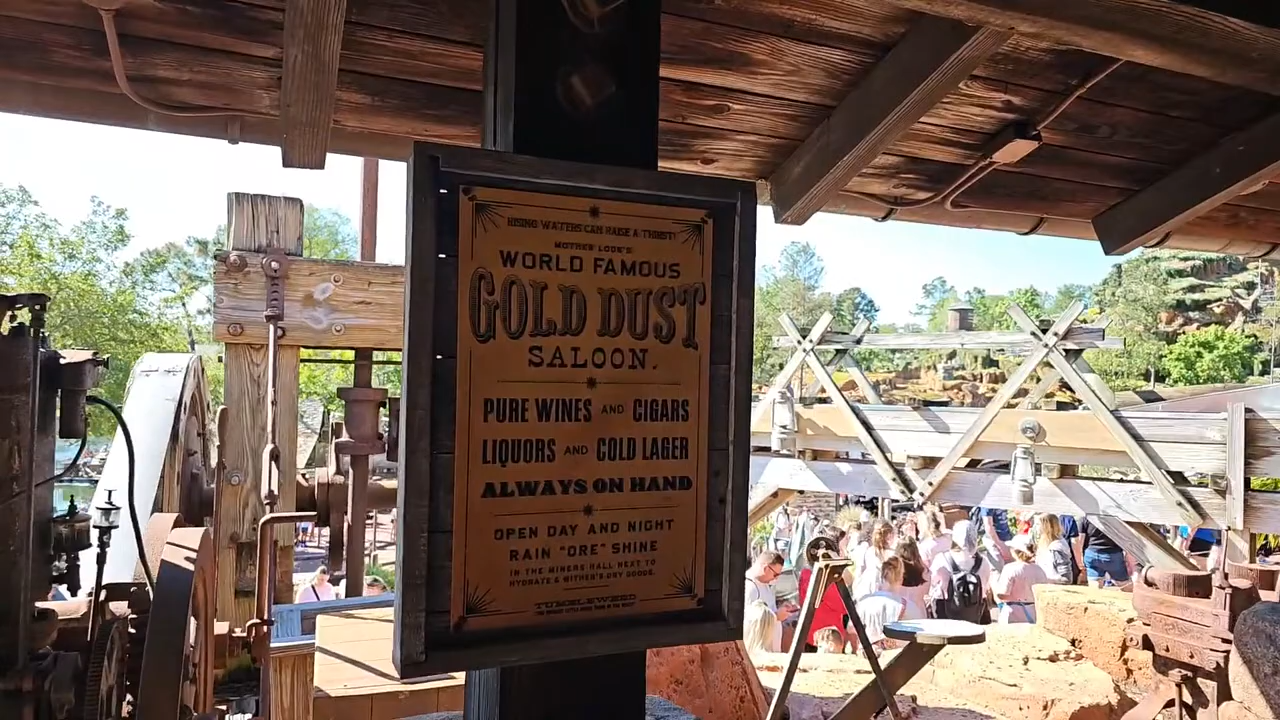 RISING WATERS CAN RAISE A THIRST!
MOTHER LODE'S
WORLD FAMOUS
GOLD DUST
SALOON.
PURE WINES AND CIGARS
LIQUORS AND COLD LAGER
ALWAYS ON HAND
OPEN DAY AND NIGHT
RAIN "ORE" SHINE
IN THE MINERS HALL NEXT TO
HYDRATE & MITHER'S DRY GOODS.
TUMBLEWEED